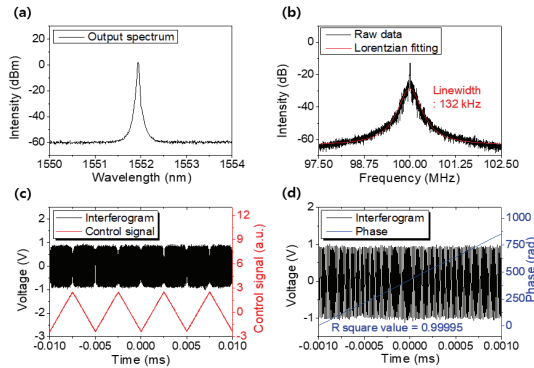 (a)
Output spectrum
Intensity (dBm)
20
0
-20
-40
-60
1550 1551 1552 1553 1554
Wavelength (nm)
(b)
Raw data
Lorentzian fitting
Linewidth
: 132 kHz
Intensity (dB)
-20
-40
-60
97.50 98.75 100.00 101.25 102.50
Frequency (MHz)
(c)
Interferogram
Control signal
Voltage (V)
2
1
0
-1
-2
-3
12
9
6
3
0
-3
Control signal (a.u.)
-0.010 -0.005 0.000 0.005 0.010
Time (ms)
(d)
Interferogram
Phase
Voltage (V)
2
1
0
-1
1000
750
500
250
0
Phase (rad)
R square value = 0.99995
-0.0010 -0.0005 0.0000 0.0005 0.0010
Time (ms)